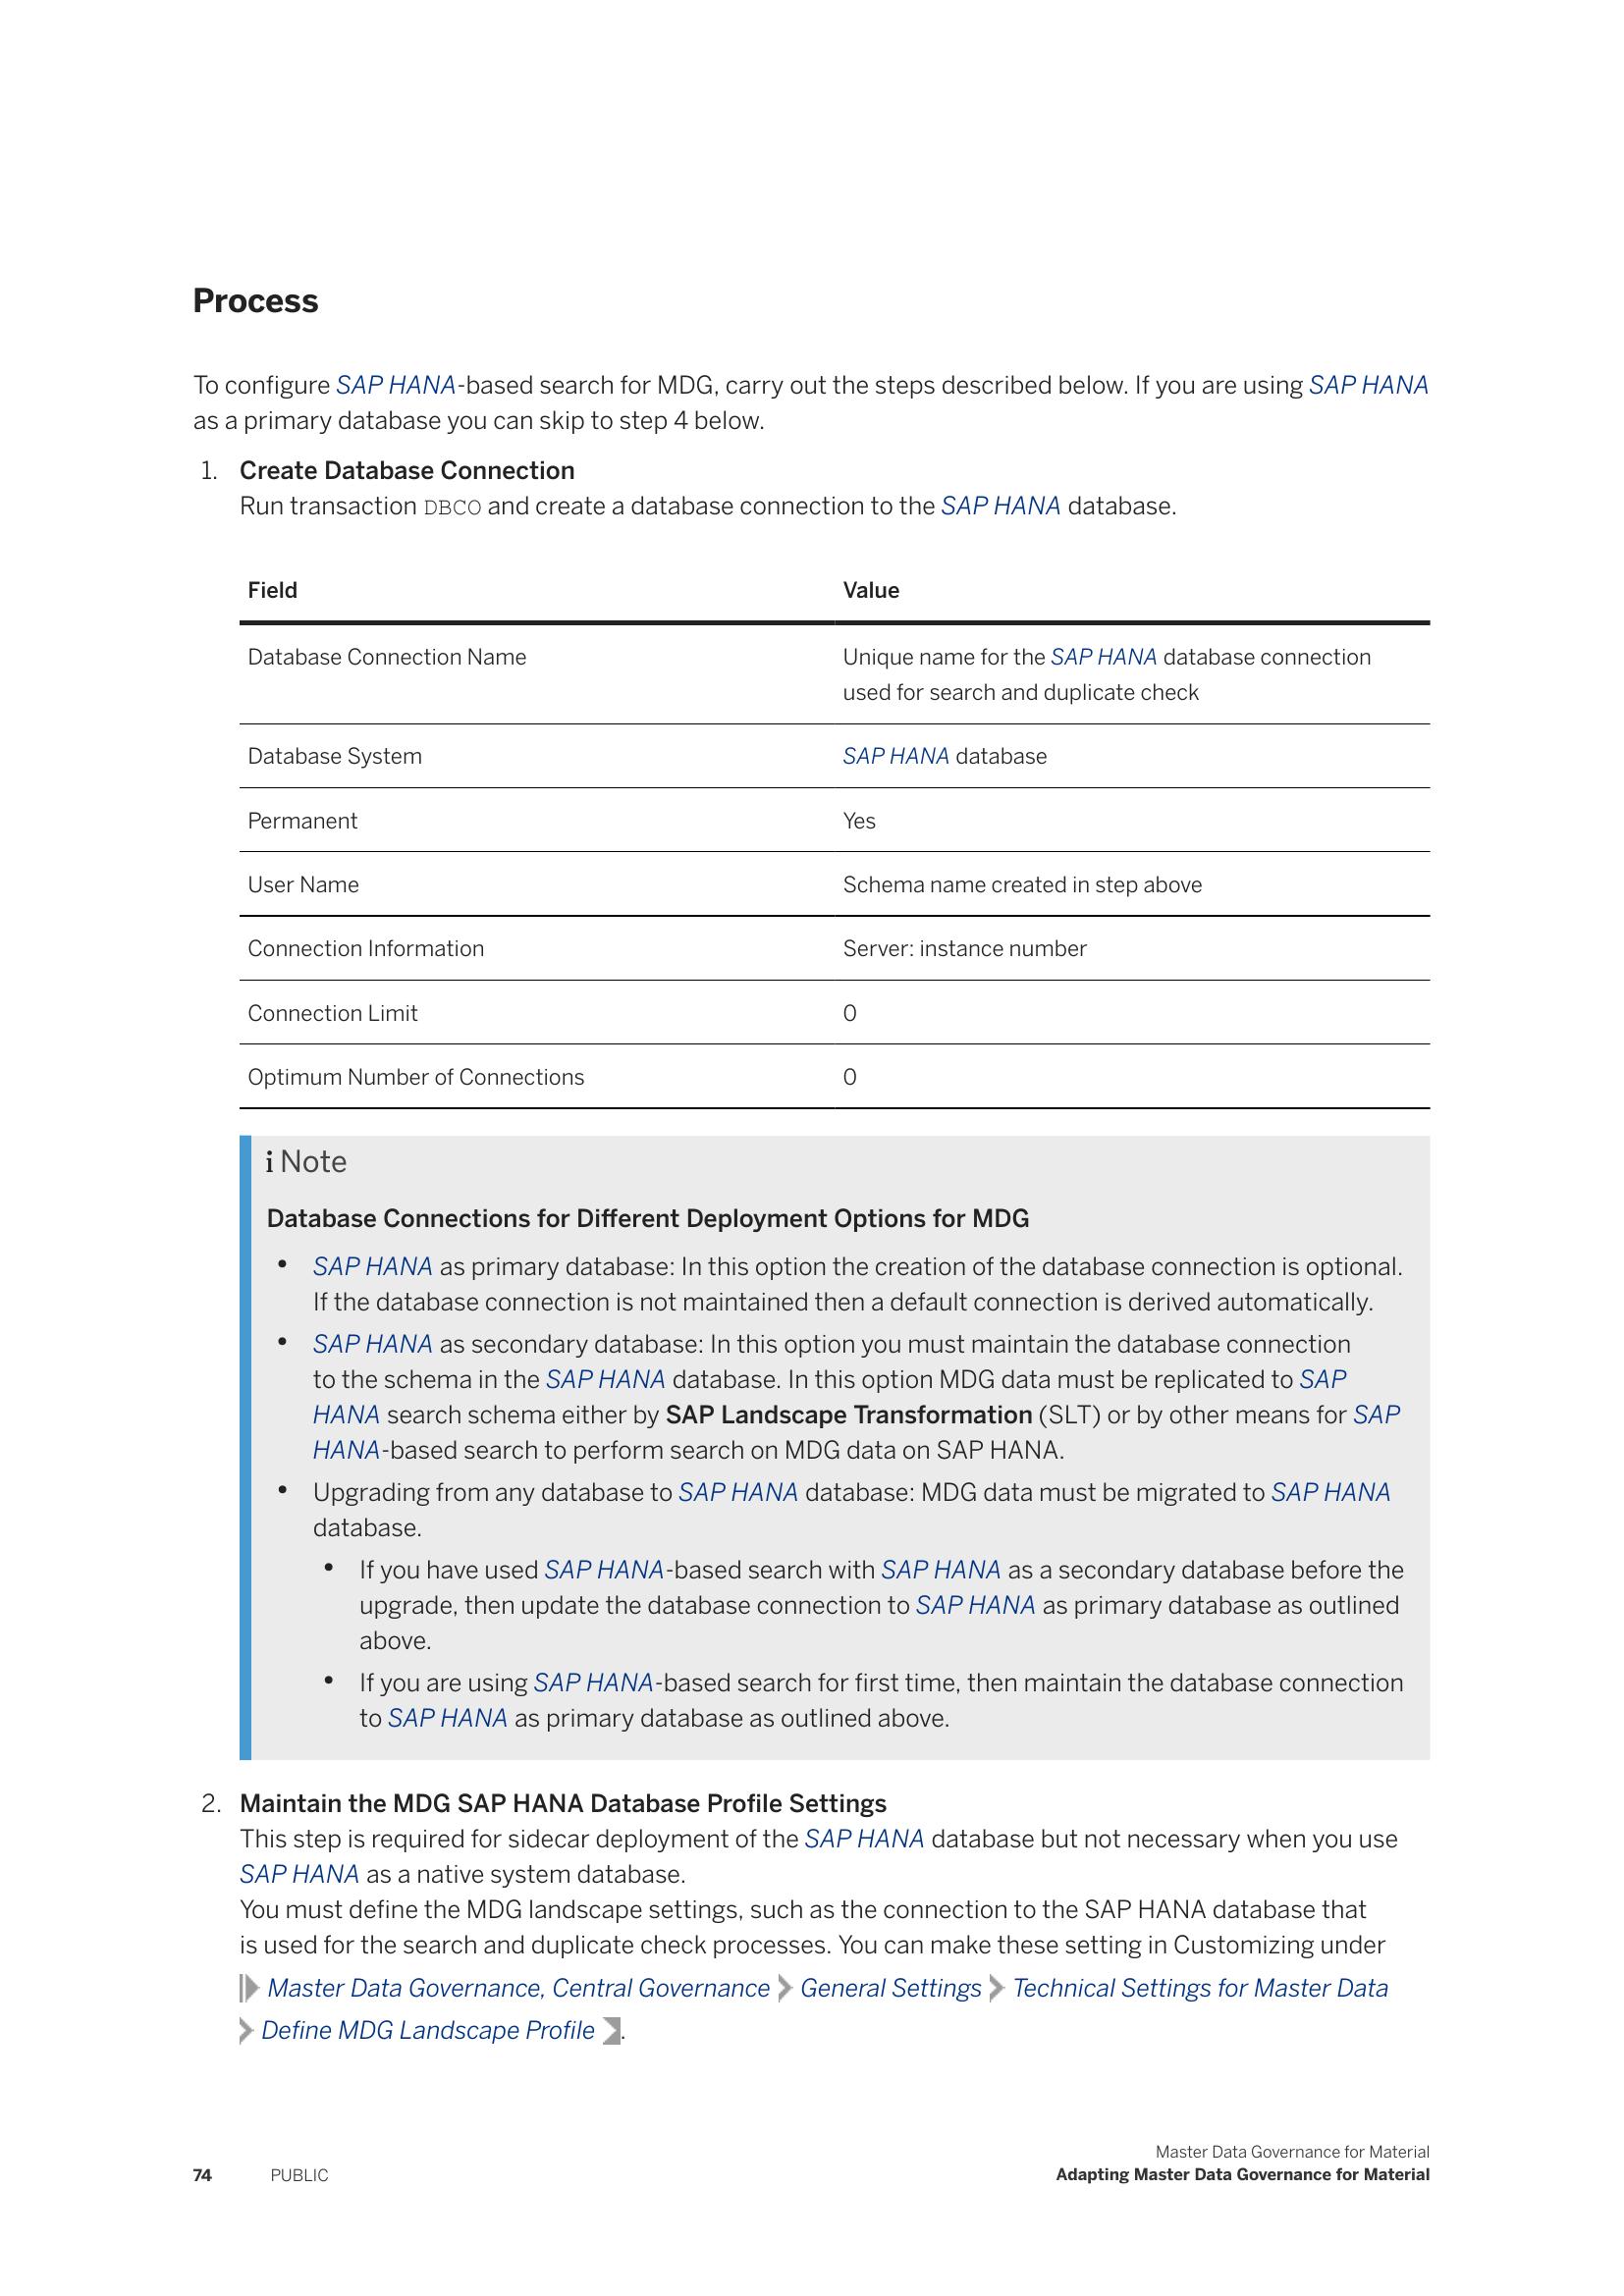 Process
To configure SAP HANA-based search for MDG, carry out the steps described below. If you are using SAP HANA
as a primary database you can skip to step 4 below.
1. Create Database Connection
Run transaction DBCO and create a database connection to the SAP HANA database.
Field Value
Database Connection Name Unique name for the SAP HANA database connection
used for search and duplicate check
Database System SAP HANA database
Permanent Yes
User Name Schema name created in step above
Connection Information Server: instance number
Connection Limit 0
Optimum Number of Connections 0
i Note
Database Connections for Different Deployment Options for MDG
• SAP HANA as primary database: In this option the creation of the database connection is optional.
If the database connection is not maintained then a default connection is derived automatically.
• SAP HANA as secondary database: In this option you must maintain the database connection
to the schema in the SAP HANA database. In this option MDG data must be replicated to SAP
HANA search schema either by SAP Landscape Transformation (SLT) or by other means for SAP
HANA-based search to perform search on MDG data on SAP HANA.
• Upgrading from any database to SAP HANA database: MDG data must be migrated to SAP HANA
database.
• If you have used SAP HANA-based search with SAP HANA as a secondary database before the
upgrade, then update the database connection to SAP HANA as primary database as outlined
above.
• If you are using SAP HANA-based search for first time, then maintain the database connection
to SAP HANA as primary database as outlined above.
2. Maintain the MDG SAP HANA Database Profile Settings
This step is required for sidecar deployment of the SAP HANA database but not necessary when you use
SAP HANA as a native system database.
You must define the MDG landscape settings, such as the connection to the SAP HANA database that
is used for the search and duplicate check processes. You can make these setting in Customizing under
Master Data Governance, Central Governance General Settings Technical Settings for Master Data
Define MDG Landscape Profile .
Master Data Governance for Material
74 PUBLIC Adapting Master Data Governance for Material